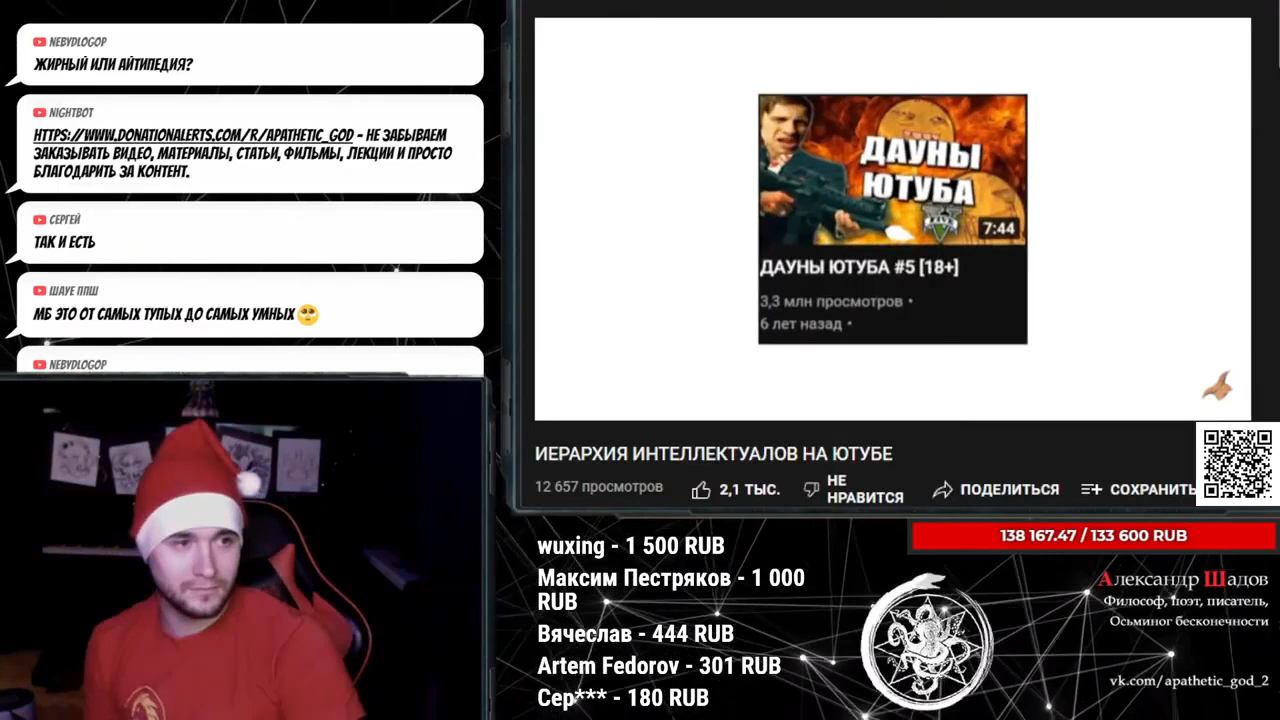 NEBYDLOGOP
ЖИРНЫЙ ИЛИ АЙТИПЕДИЯ?
NIGHTBOT
HTTPS://WWW.DONATIONALERTS.COM/R/APATHETIC_GOD - НЕ ЗАБЫВАЕМ
ЗАКАЗЫВАТЬ ВИДЕО, МАТЕРИАЛЫ, СТАТЬИ, ФИЛЬМЫ, ЛЕКЦИИ И ПРОСТО
БЛАГОДАРИТЬ ЗА КОНТЕНТ.
СЕРГЕЙ
ТАК И ЕСТЬ
ШАУЕ ППШ
МБ ЭТО ОТ САМЫХ ТУПЫХ ДО САМЫХ УМНЫХ
NEBYDLOGOP
ДАУНЫ
ЮТУБА
7:44
ДАУНЫ ЮТУБА #5 [18+]
3,3 млн просмотров •
6 лет назад •
ИЕРАРХИЯ ИНТЕЛЛЕКТУАЛОВ НА ЮТУБЕ
12 657 просмотров
2,1 ТЫС.
НЕ
НРАВИТСЯ
ПОДЕЛИТЬСЯ
СОХРАНИТЬ
138 167.47 / 133 600 RUB
wuxing - 1 500 RUB
Максим Пестряков - 1 000
RUB
Вячеслав - 444 RUB
Artem Fedorov - 301 RUB
Сер*** - 180 RUB
Александр Шадов
Философ, поэт, писатель,
Осьминог бесконечности
vk.com/apathetic_god_2